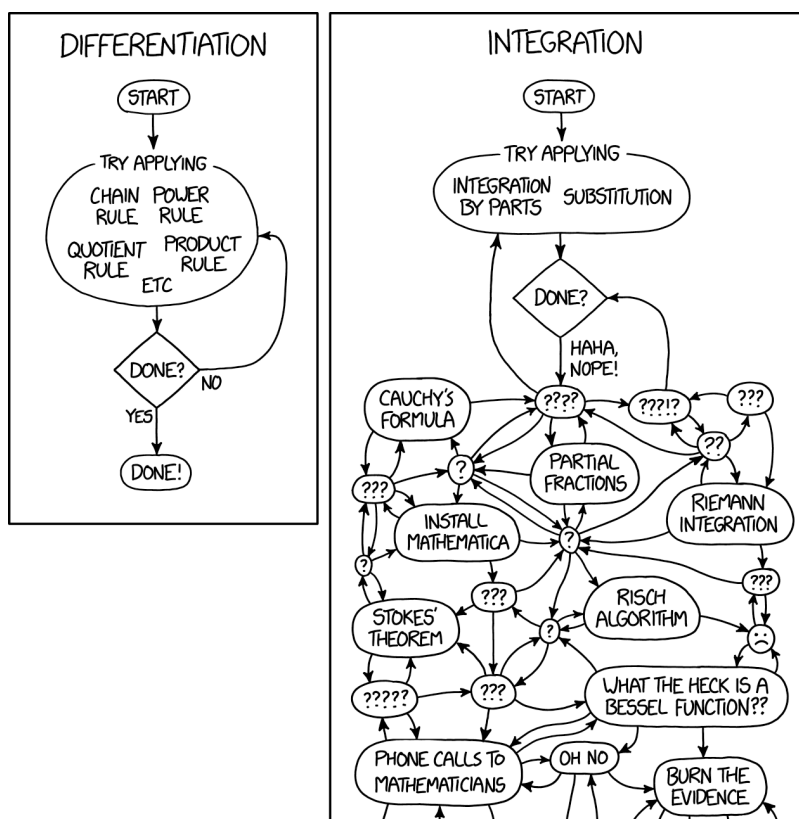 DIFFERENTIATION
START
TRY APPLYING
CHAIN
RULE
POWER
RULE
QUOTIENT
RULE
PRODUCT
RULE
ETC
DONE?
NO
YES
DONE!
INTEGRATION
START
TRY APPLYING
INTEGRATION
BY PARTS
SUBSTITUTION
DONE?
HAHA,
NOPE!
CAUCHY'S
FORMULA
????
???!?
???
??
?
PARTIAL
FRACTIONS
???
RIEMANN
INTEGRATION
INSTALL
MATHEMATICA
?
?
???
???
RISCH
ALGORITHM
STOKES'
THEOREM
?
?????
???
WHAT THE HECK IS A
BESSEL FUNCTION??
PHONE CALLS TO
MATHEMATICIANS
OH NO
BURN THE
EVIDENCE